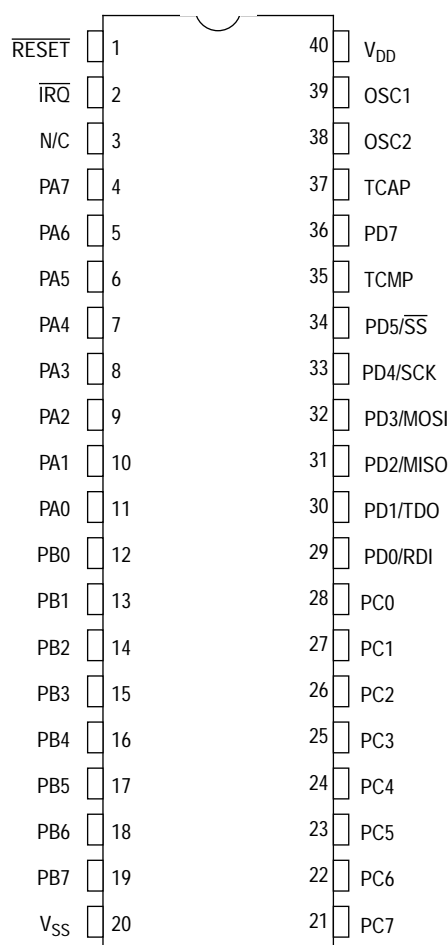 RESET 1 40 VDD
IRQ 2 39 OSC1
N/C 3 38 OSC2
PA7 4 37 TCAP
PA6 5 36 PD7
PA5 6 35 TCMP
PA4 7 34 PD5/SS
PA3 8 33 PD4/SCK
PA2 9 32 PD3/MOSI
PA1 10 31 PD2/MISO
PA0 11 30 PD1/TDO
PB0 12 29 PD0/RDI
PB1 13 28 PC0
PB2 14 27 PC1
PB3 15 26 PC2
PB4 16 25 PC3
PB5 17 24 PC4
PB6 18 23 PC5
PB7 19 22 PC6
VSS 20 21 PC7